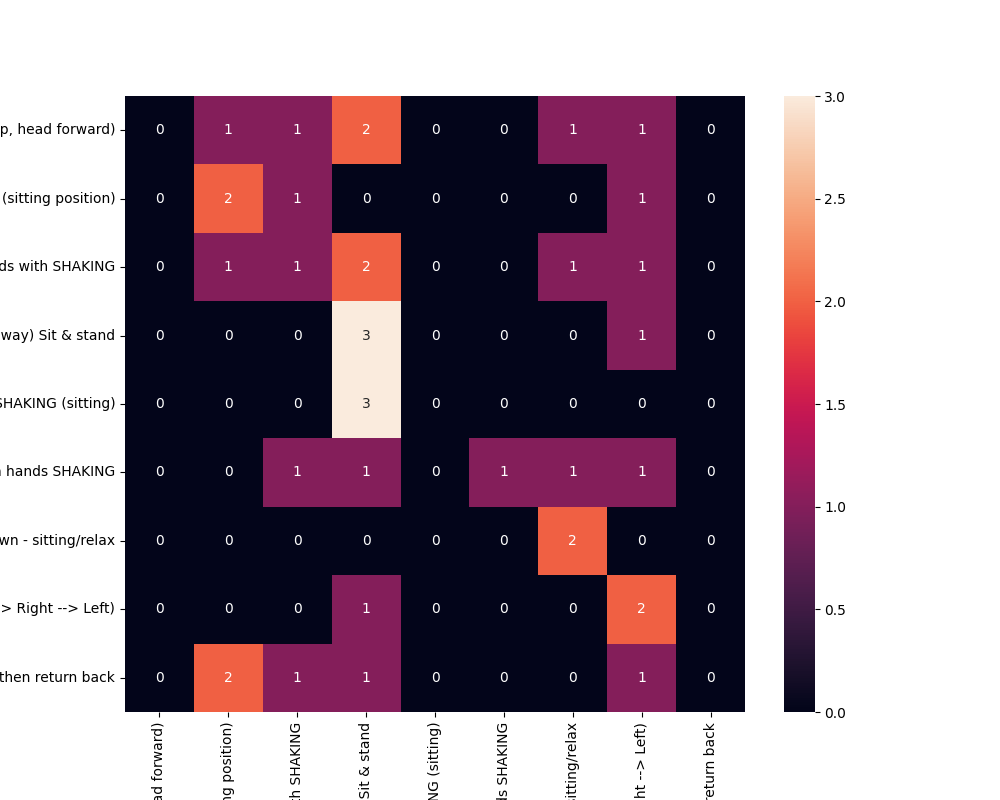 p, head forward) 0 1 1 2 0 0 1 1 0
(sitting position) 0 2 1 0 0 0 0 1 0
ds with SHAKING 0 1 1 2 0 0 1 1 0
way) Sit & stand 0 0 0 3 0 0 0 1 0
SHAKING (sitting) 0 0 0 3 0 0 0 0 0
hands SHAKING 0 0 1 1 0 1 1 1 0
wn - sitting/relax 0 0 0 0 0 0 2 0 0
> Right --> Left) 0 0 0 1 0 0 0 2 0
then return back 0 2 1 1 0 0 0 1 0
ad forward)
ng position)
th SHAKING
Sit & stand
NG (sitting)
ds SHAKING
sitting/relax
ht --> Left)
return back
3.0
2.5
2.0
1.5
1.0
0.5
0.0